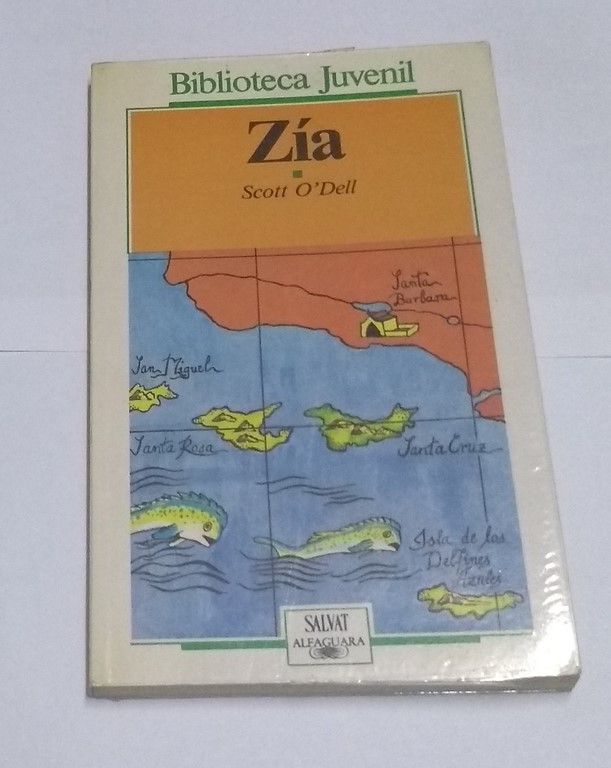 Biblioteca Juvenil
Zía
Scott O'Dell
Santa
Barbara
San Miguel
Santa Rosa
Santa Cruz
Isla de los
Delfines
Azules
SALVAT
ALFAGUARA